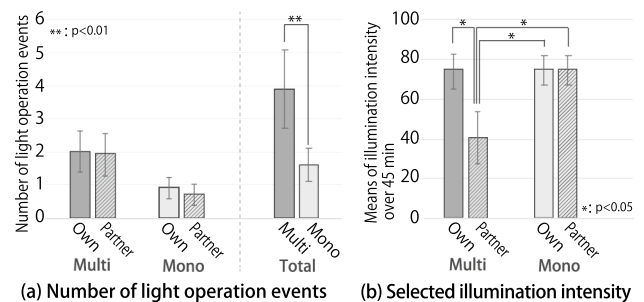 Number of light operation events
6
5
4
3
2
1
0
**: p<0.01
**
Own
Partner
Own
Partner
Multi
Mono
Multi
Mono
Total
(a) Number of light operation events
Means of illumination intensity
over 45 min
100
80
60
40
20
0
*
*
*
*: p<0.05
Own
Partner
Own
Partner
Multi
Mono
(b) Selected illumination intensity